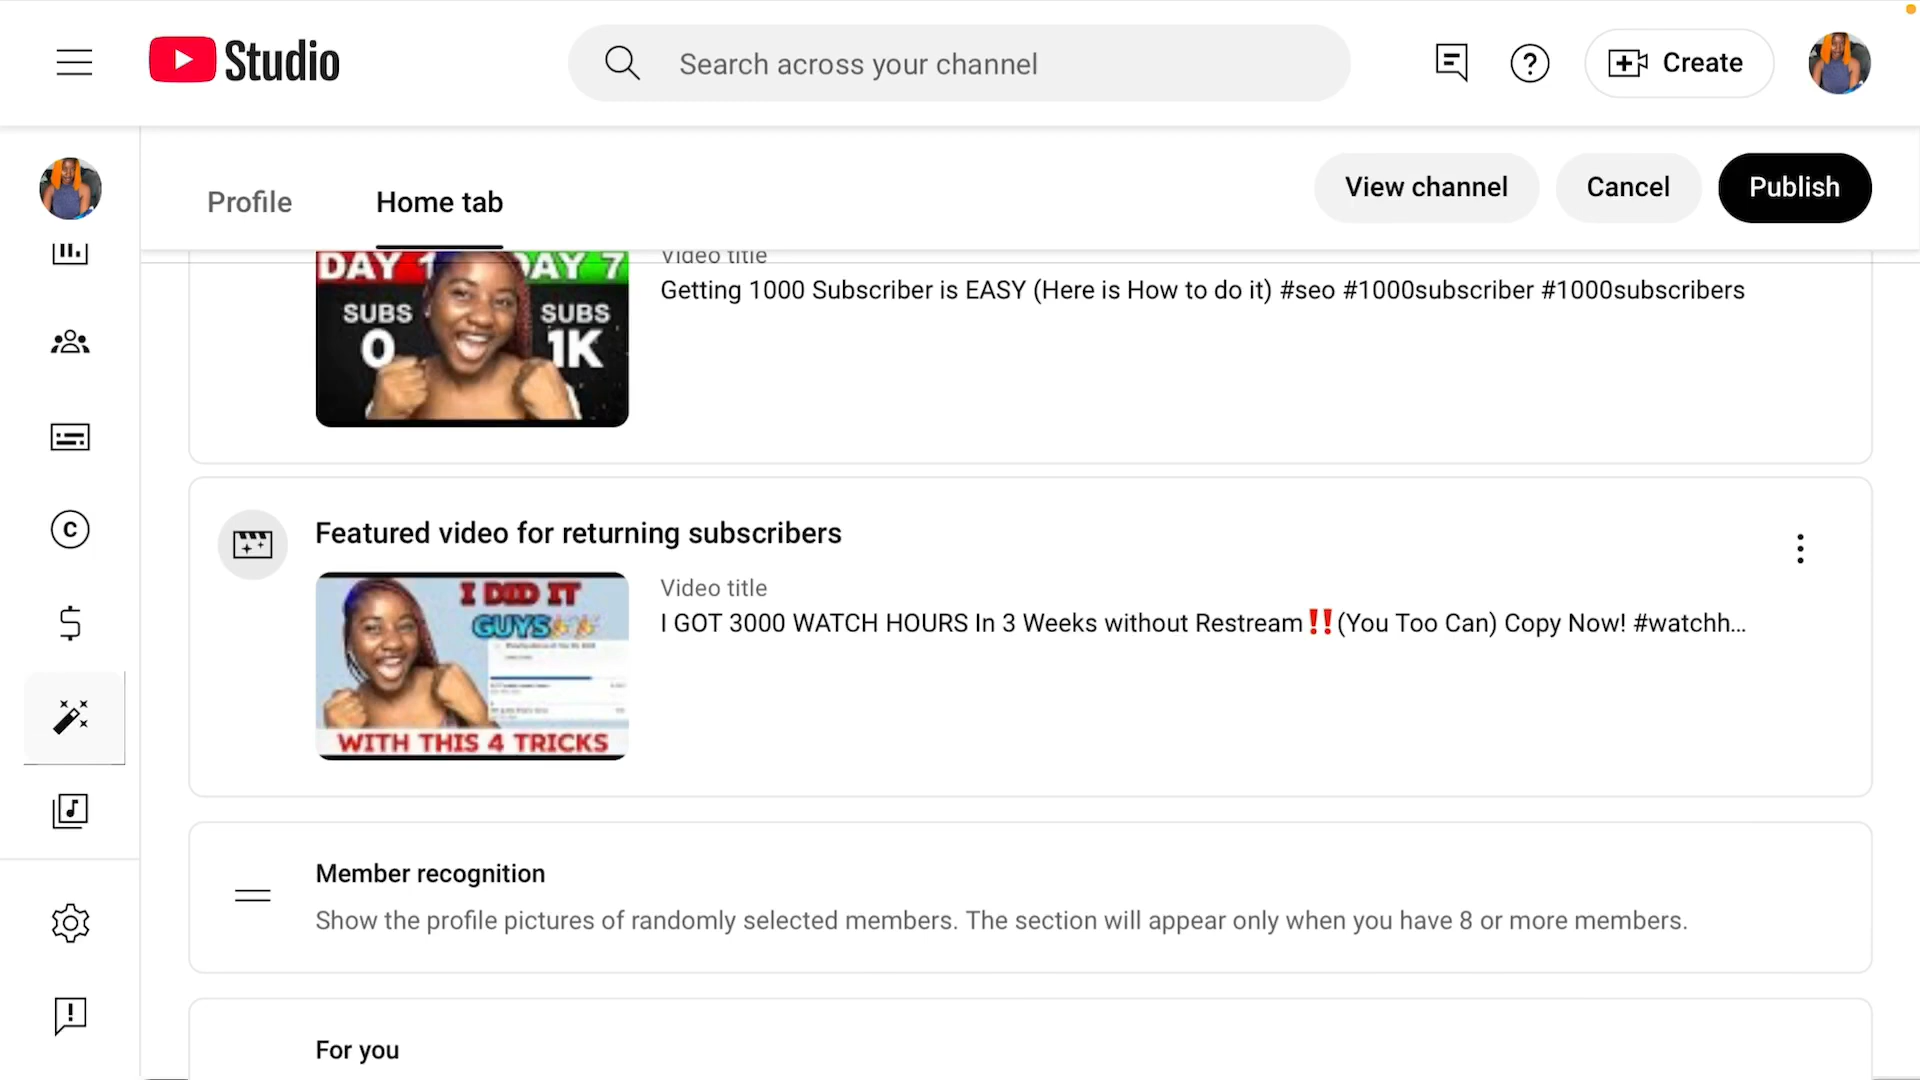 Studio
Search across your channel
Create
Profile
Home tab
View channel
Cancel
Publish
DAY 1 DAY 7
SUBS
0
SUBS
1K
Video title
Getting 1000 Subscriber is EASY (Here is How to do it) #seo #1000subscriber #1000subscribers
Featured video for returning subscribers
I DID IT
GUYS
WITH THIS 4 TRICKS
Video title
I GOT 3000 WATCH HOURS In 3 Weeks without Restream‼️(You Too Can) Copy Now! #watchh...
Member recognition
Show the profile pictures of randomly selected members. The section will appear only when you have 8 or more members.
For you